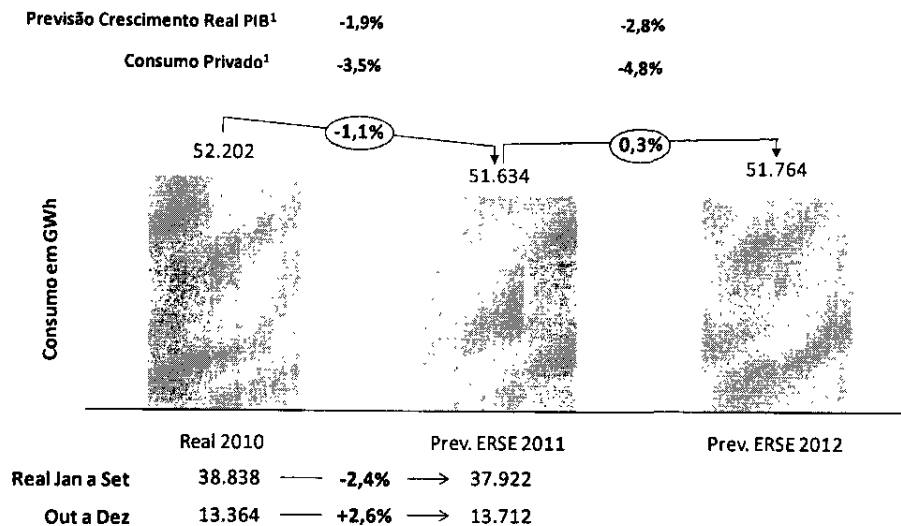 Previsão Crescimento Real PIB¹ -1,9% -2,8%
Consumo Privado¹ -3,5% -4,8%
-1,1% 0,3%
52.202 51.634 51.764
Consumo em GWh
Real 2010 Prev. ERSE 2011 Prev. ERSE 2012
Real Jan a Set 38.838 -2,4% 37.922
Out a Dez 13.364 +2,6% 13.712